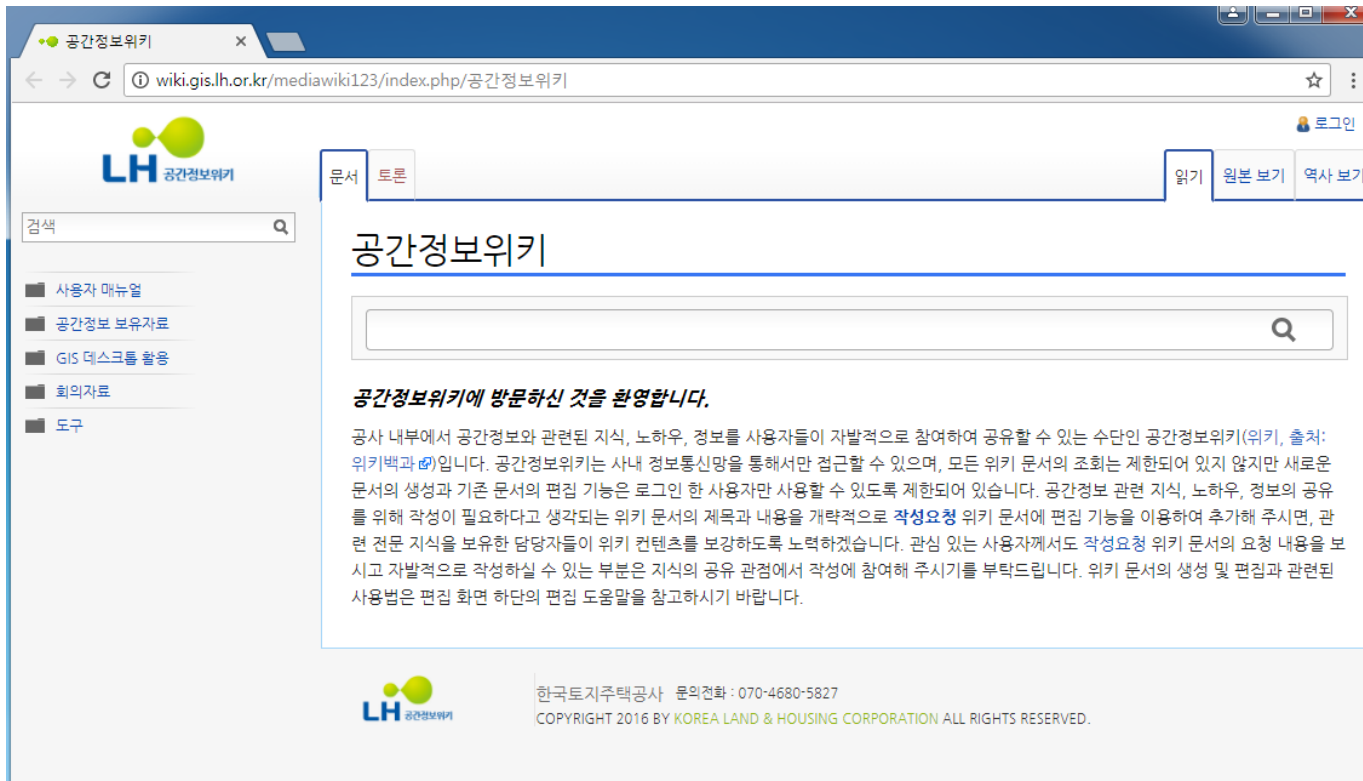 공간정보위키
wiki.gis.lh.or.kr/mediawiki123/index.php/공간정보위키
로그인
LH 공간정보위키
문서
토론
읽기
원본 보기
역사 보기
검색
공간정보위키
사용자 매뉴얼
공간정보 보유자료
GIS 데스크톱 활용
회의자료
도구
공간정보위키에 방문하신 것을 환영합니다.
공사 내부에서 공간정보와 관련된 지식, 노하우, 정보를 사용자들이 자발적으로 참여하여 공유할 수 있는 수단인 공간정보위키(위키, 출처:
위키백과)입니다. 공간정보위키는 사내 정보통신망을 통해서만 접근할 수 있으며, 모든 위키 문서의 조회는 제한되어 있지 않지만 새로운
문서의 생성과 기존 문서의 편집 기능은 로그인 한 사용자만 사용할 수 있도록 제한되어 있습니다. 공간정보 관련 지식, 노하우, 정보의 공유
를 위해 작성이 필요하다고 생각되는 위키 문서의 제목과 내용을 개략적으로 작성요청 위키 문서에 편집 기능을 이용하여 추가해 주시면, 관
련 전문 지식을 보유한 담당자들이 위키 컨텐츠를 보강하도록 노력하겠습니다. 관심 있는 사용자께서도 작성요청 위키 문서의 요청 내용을 보
시고 자발적으로 작성하실 수 있는 부분은 지식의 공유 관점에서 작성에 참여해 주시기를 부탁드립니다. 위키 문서의 생성 및 편집과 관련된
사용법은 편집 화면 하단의 편집 도움말을 참고하시기 바랍니다.
LH 공간정보위키
한국토지주택공사 문의전화 : 070-4680-5827
COPYRIGHT 2016 BY KOREA LAND & HOUSING CORPORATION ALL RIGHTS RESERVED.